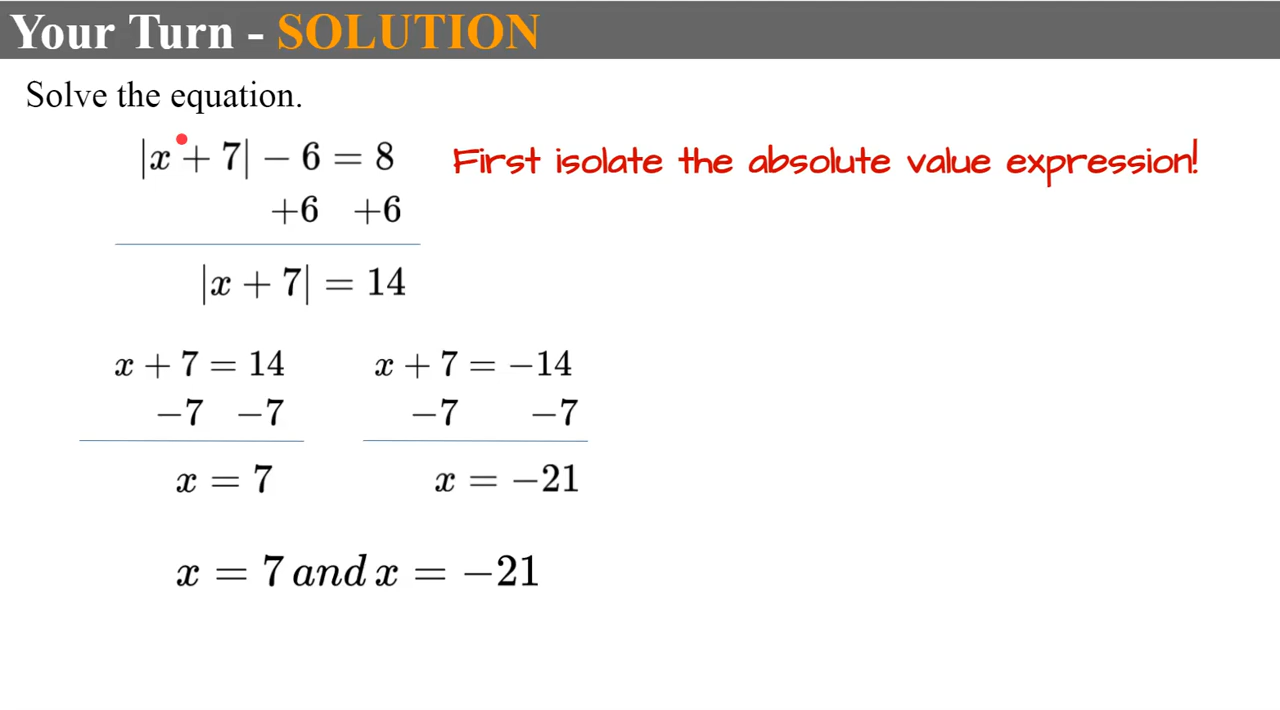 Your Turn - SOLUTION
Solve the equation.
|x + 7| − 6 = 8
First isolate the absolute value expression!
+6 +6
|x + 7| = 14
x + 7 = 14
x + 7 = −14
−7 −7
−7 −7
x = 7
x = −21
x = 7 and x = −21